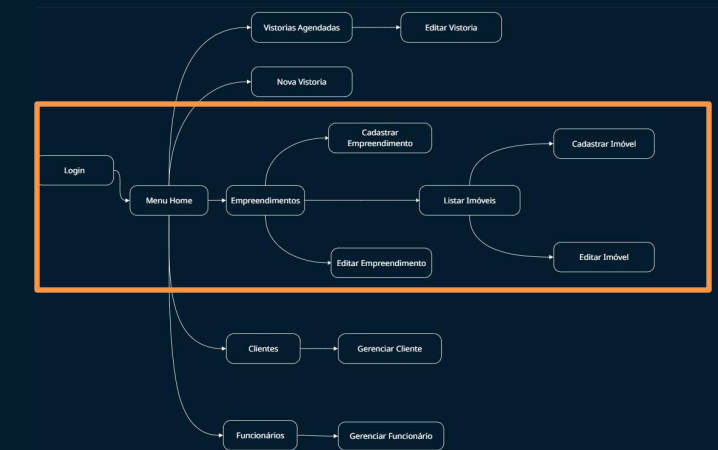 Vistorias Agendadas
Editar Vistoria
Nova Vistoria
Cadastrar
Empreendimento
Cadastrar Imóvel
Login
Menu Home
Empreendimentos
Listar Imóveis
Editar Empreendimento
Editar Imóvel
Clientes
Gerenciar Cliente
Funcionários
Gerenciar Funcionário